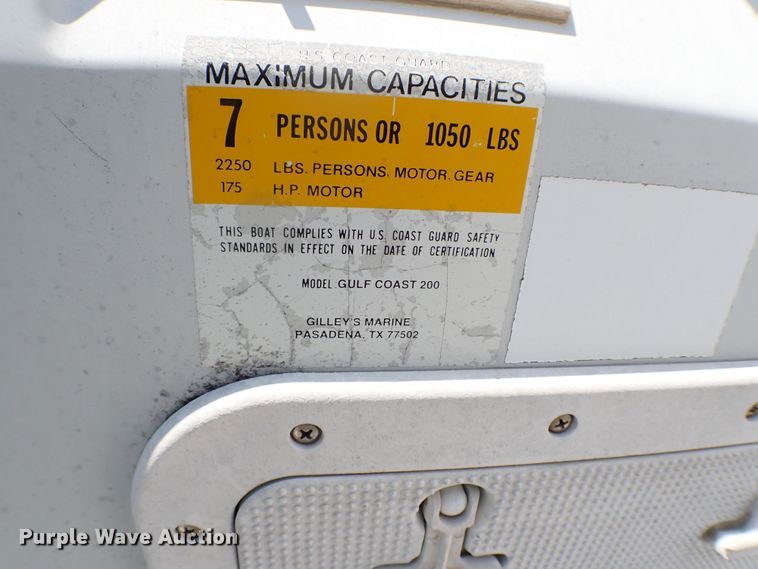 U.S. COAST GUARD
MAXIMUM CAPACITIES
7 PERSONS OR 1050 LBS
2250 LBS. PERSONS, MOTOR, GEAR
175 H.P. MOTOR
THIS BOAT COMPLIES WITH U.S. COAST GUARD SAFETY
STANDARDS IN EFFECT ON THE DATE OF CERTIFICATION
MODEL GULF COAST 200
GILLEY'S MARINE
PASADENA, TX 77502
Purple Wave Auction